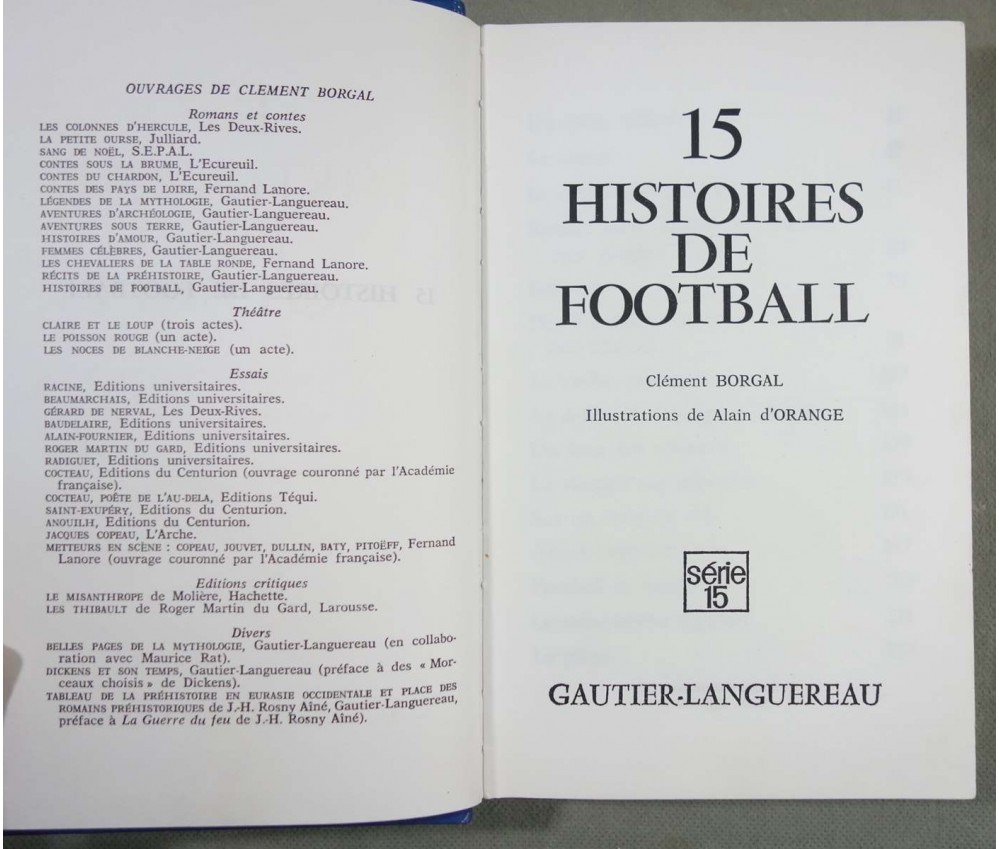 OUVRAGES DE CLEMENT BORGAL
Romans et contes
LES COLONNES D'HERCULE, Les Deux-Rives.
LA PETITE OURSE, Julliard.
SANG DE NOËL, S.E.P.A.L.
CONTES SOUS LA BRUME, L'Ecureuil.
CONTES DU CHARDON, L'Ecureuil.
CONTES DES PAYS DE LOIRE, Fernand Lanore.
LÉGENDES DE LA MYTHOLOGIE, Gautier-Languereau.
AVENTURES D'ARCHÉOLOGIE, Gautier-Languereau.
AVENTURES SOUS TERRE, Gautier-Languereau.
HISTOIRES D'AMOUR, Gautier-Languereau.
FEMMES CÉLÈBRES, Gautier-Languereau.
LES CHEVALIERS DE LA TABLE RONDE, Fernand Lanore.
RÉCITS DE LA PRÉHISTOIRE, Gautier-Languereau.
HISTOIRES DE FOOTBALL, Gautier-Languereau.
Théâtre
CLAIRE ET LE LOUP (trois actes).
LE POISSON ROUGE (un acte).
LES NOCES DE BLANCHE-NEIGE (un acte).
Essais
RACINE, Editions universitaires.
BEAUMARCHAIS, Editions universitaires.
GÉRARD DE NERVAL, Les Deux-Rives.
BAUDELAIRE, Editions universitaires.
ALAIN-FOURNIER, Editions universitaires.
ROGER MARTIN DU GARD, Editions universitaires.
RADIGUET, Editions universitaires.
COCTEAU, Editions du Centurion (ouvrage couronné par l'Académie
française).
COCTEAU, POÈTE DE L'AU-DELA, Editions Téqui.
SAINT-EXUPÉRY, Editions du Centurion.
ANOUILH, Editions du Centurion.
JACQUES COPEAU, L'Arche.
METTEURS EN SCÈNE : COPEAU, JOUVET, DULLIN, BATY, PITOËFF, Fernand
Lanore (ouvrage couronné par l'Académie française).
Editions critiques
LE MISANTHROPE de Molière, Hachette.
LES THIBAULT de Roger Martin du Gard, Larousse.
Divers
BELLES PAGES DE LA MYTHOLOGIE, Gautier-Languereau (en collabo-
ration avec Maurice Rat).
DICKENS ET SON TEMPS, Gautier-Languereau (préface à des « Mor-
ceaux choisis » de Dickens).
TABLEAU DE LA PRÉHISTOIRE EN EURASIE OCCIDENTALE ET PLACE DES
ROMAINS PRÉHISTORIQUES de J.-H. Rosny Aîné, Gautier-Languereau,
préface à La Guerre du feu de J.-H. Rosny Aîné).
15
HISTOIRES
DE
FOOTBALL
Clément BORGAL
Illustrations de Alain d'ORANGE
série
15
GAUTIER-LANGUEREAU